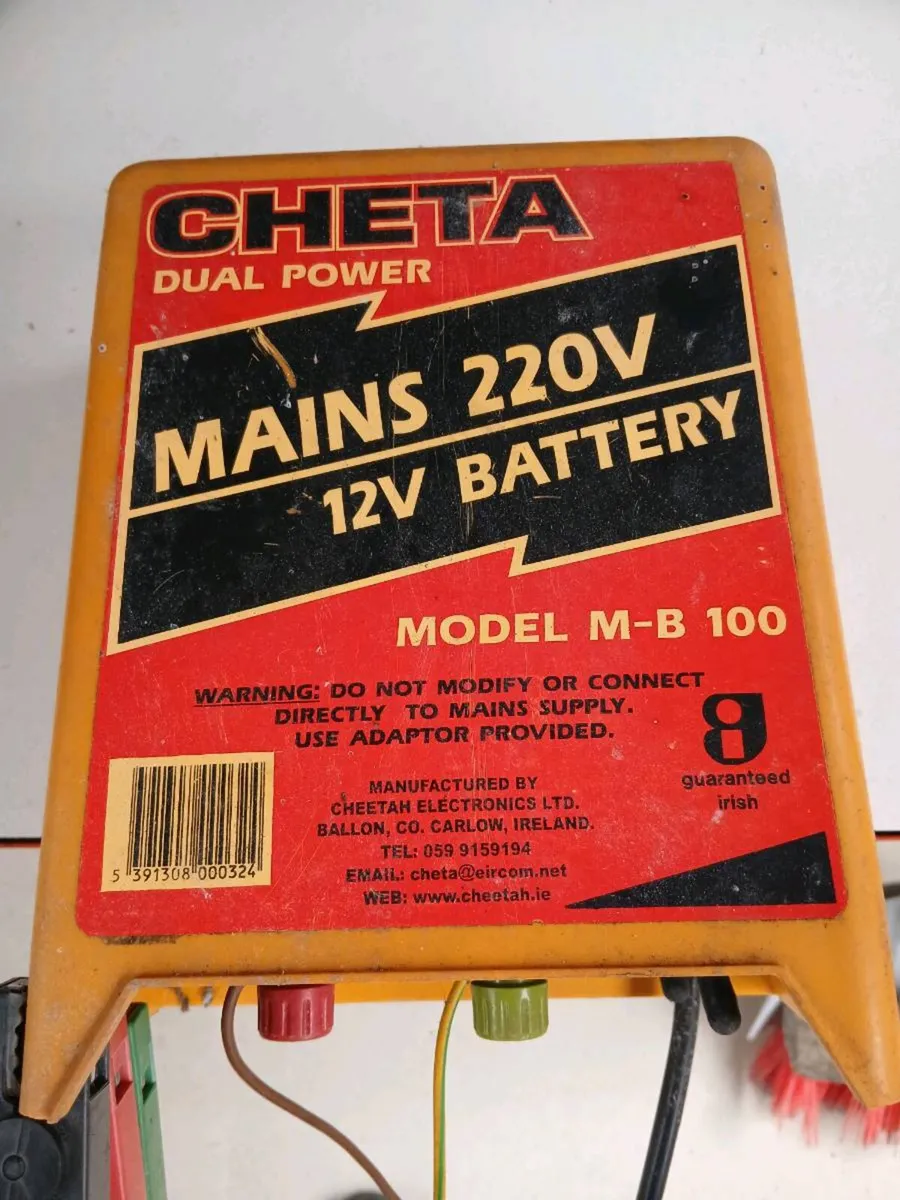 CHETA
DUAL POWER
MAINS 220V
12V BATTERY
MODEL M-B 100
WARNING: DO NOT MODIFY OR CONNECT
DIRECTLY TO MAINS SUPPLY.
USE ADAPTOR PROVIDED.
guaranteed
irish
MANUFACTURED BY
CHEETAH ELECTRONICS LTD.
BALLON, CO. CARLOW, IRELAND.
TEL: 059 9159194
EMAIL: cheta@eircom.net
WEB: www.cheetah.ie
5 391308 000324